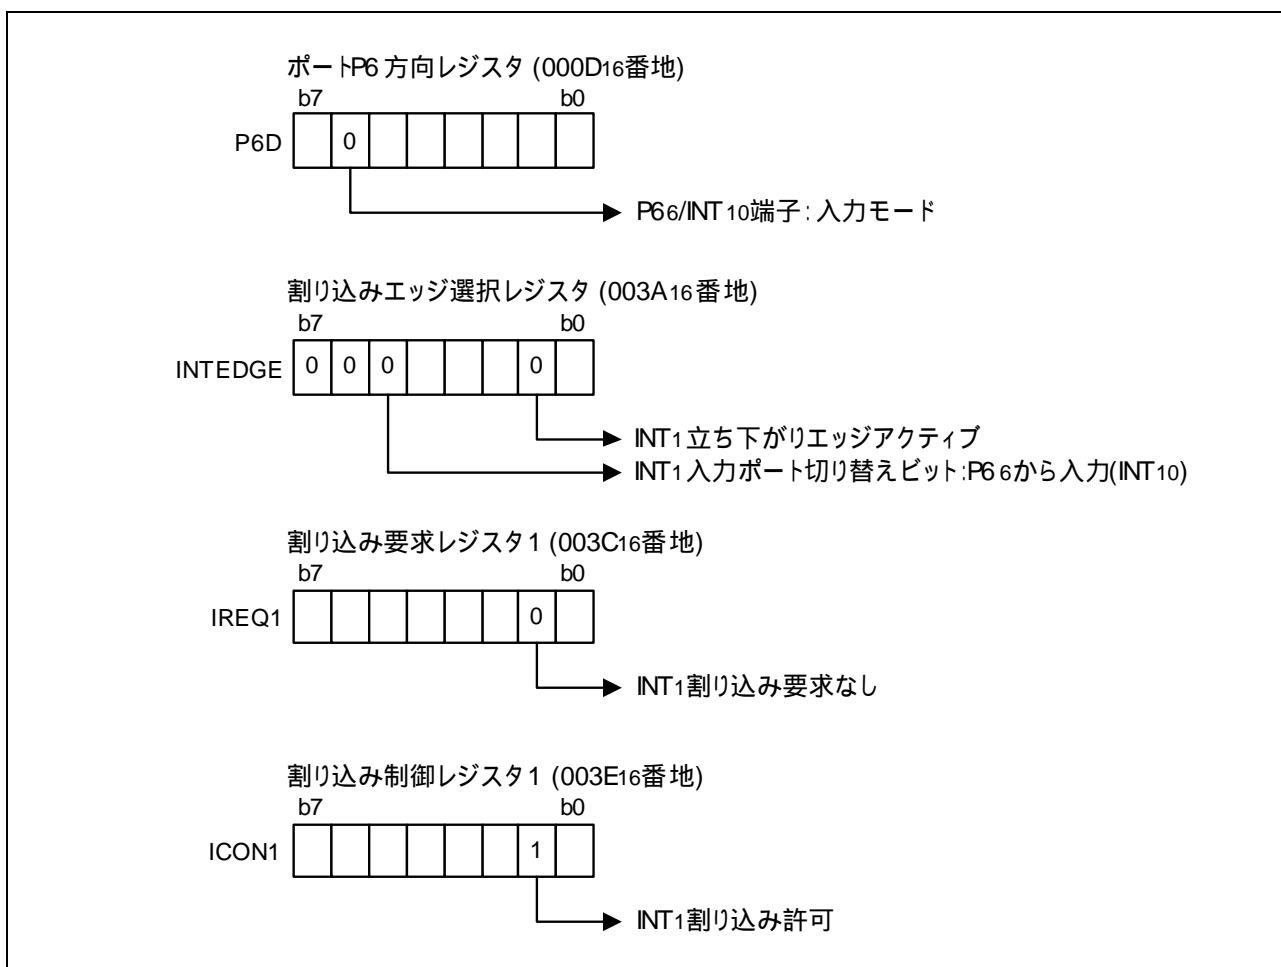 ポートP6 方向レジスタ (000D16番地)
b7 b0
P6D 0
P66/INT10端子: 入力モード
割り込みエッジ選択レジスタ (003A16番地)
b7 b0
INTEDGE 0 0 0 0
INT1立ち下がりエッジアクティブ
INT1入力ポート切り替えビット:P66から入力(INT10)
割り込み要求レジスタ1 (003C16番地)
b7 b0
IREQ1 0
INT1割り込み要求なし
割り込み制御レジスタ1 (003E16番地)
b7 b0
ICON1 1
INT1割り込み許可